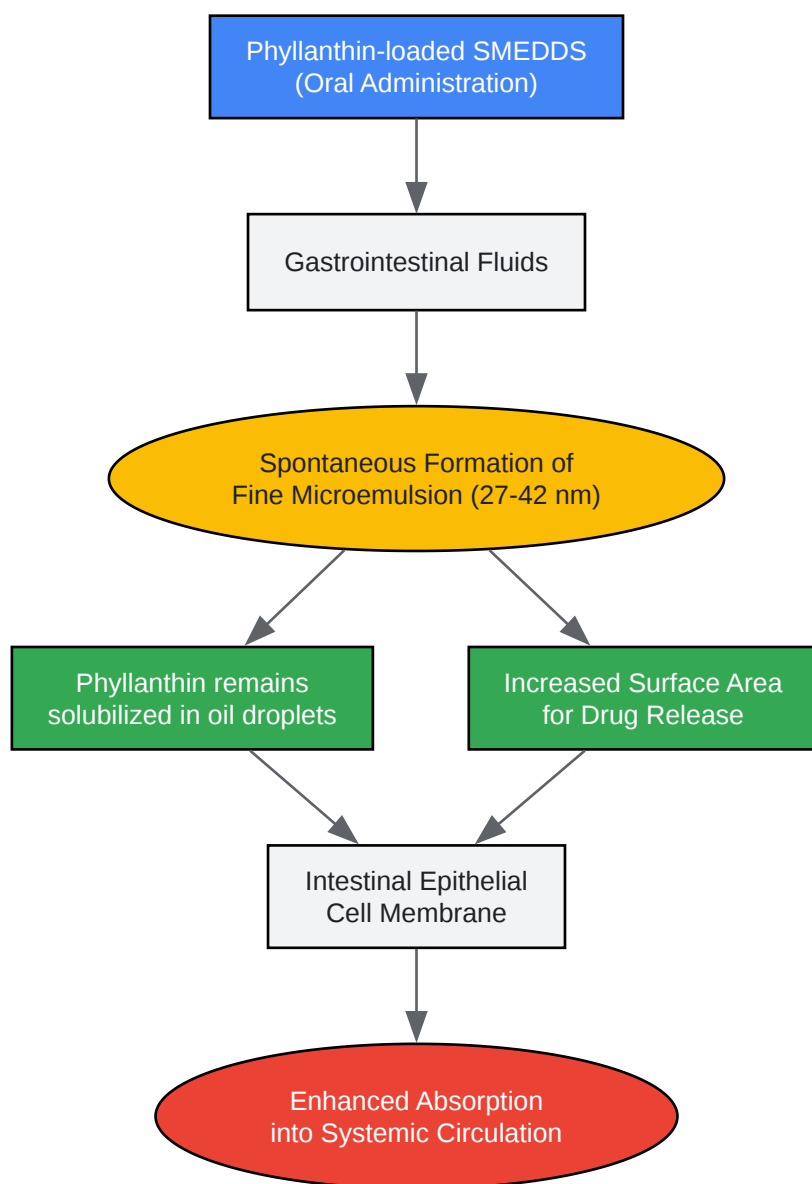 Phyllanthin-loaded SMEDDS
(Oral Administration)
Gastrointestinal Fluids
Spontaneous Formation of
Fine Microemulsion (27-42 nm)
Phyllanthin remains
solubilized in oil droplets
Increased Surface Area
for Drug Release
Intestinal Epithelial
Cell Membrane
Enhanced Absorption
into Systemic Circulation